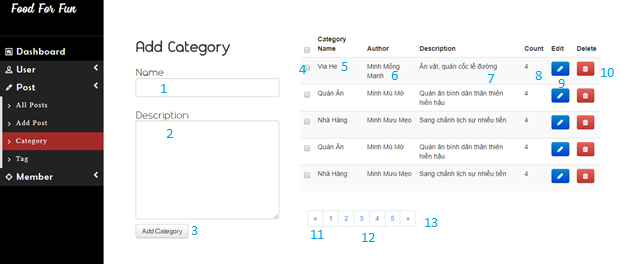 Food For Fun
Dashboard
User
Post
All Posts
Add Post
Category
Tag
Member
Add Category
Name
1
Description
2
Add Category 3
Category Name Author Description Count Edit Delete
4 Via He 5 Minh Mỏng Manh 6 Ăn vặt, quán cốc lề đường 7 4 8 9 10
Quán Ăn Minh Mù Mờ Quán ăn bình dân thân thiện hiền hậu 4
Nhà Hàng Minh Mưu Mẹo Sang chảnh lịch sự nhiều tiền 4
Quán Ăn Minh Mù Mờ Quán ăn bình dân thân thiện hiền hậu 4
Nhà Hàng Minh Mưu Mẹo Sang chảnh lịch sự nhiều tiền 4
« 1 2 3 4 5 » 13
11 12